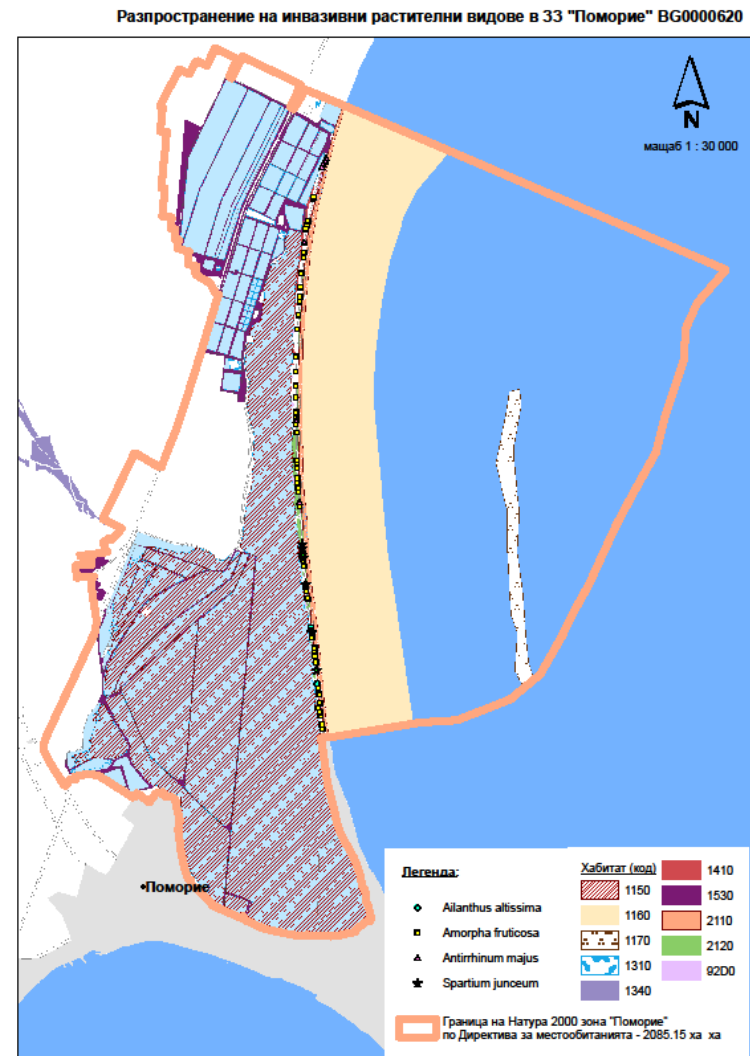 Разпространение на инвазивни растителни видове в ЗЗ "Поморие" BG0000620
N
мащаб 1 : 30 000
Поморие
Легенда:
Ailanthus altissima
Amorpha fruticosa
Antirrhinum majus
Spartium junceum
Хабитат (код)
1150
1160
1170
1310
1340
1410
1530
2110
2120
92D0
Граница на Натура 2000 зона "Поморие"
по Директива за местообитанията - 2085.15 ха ха